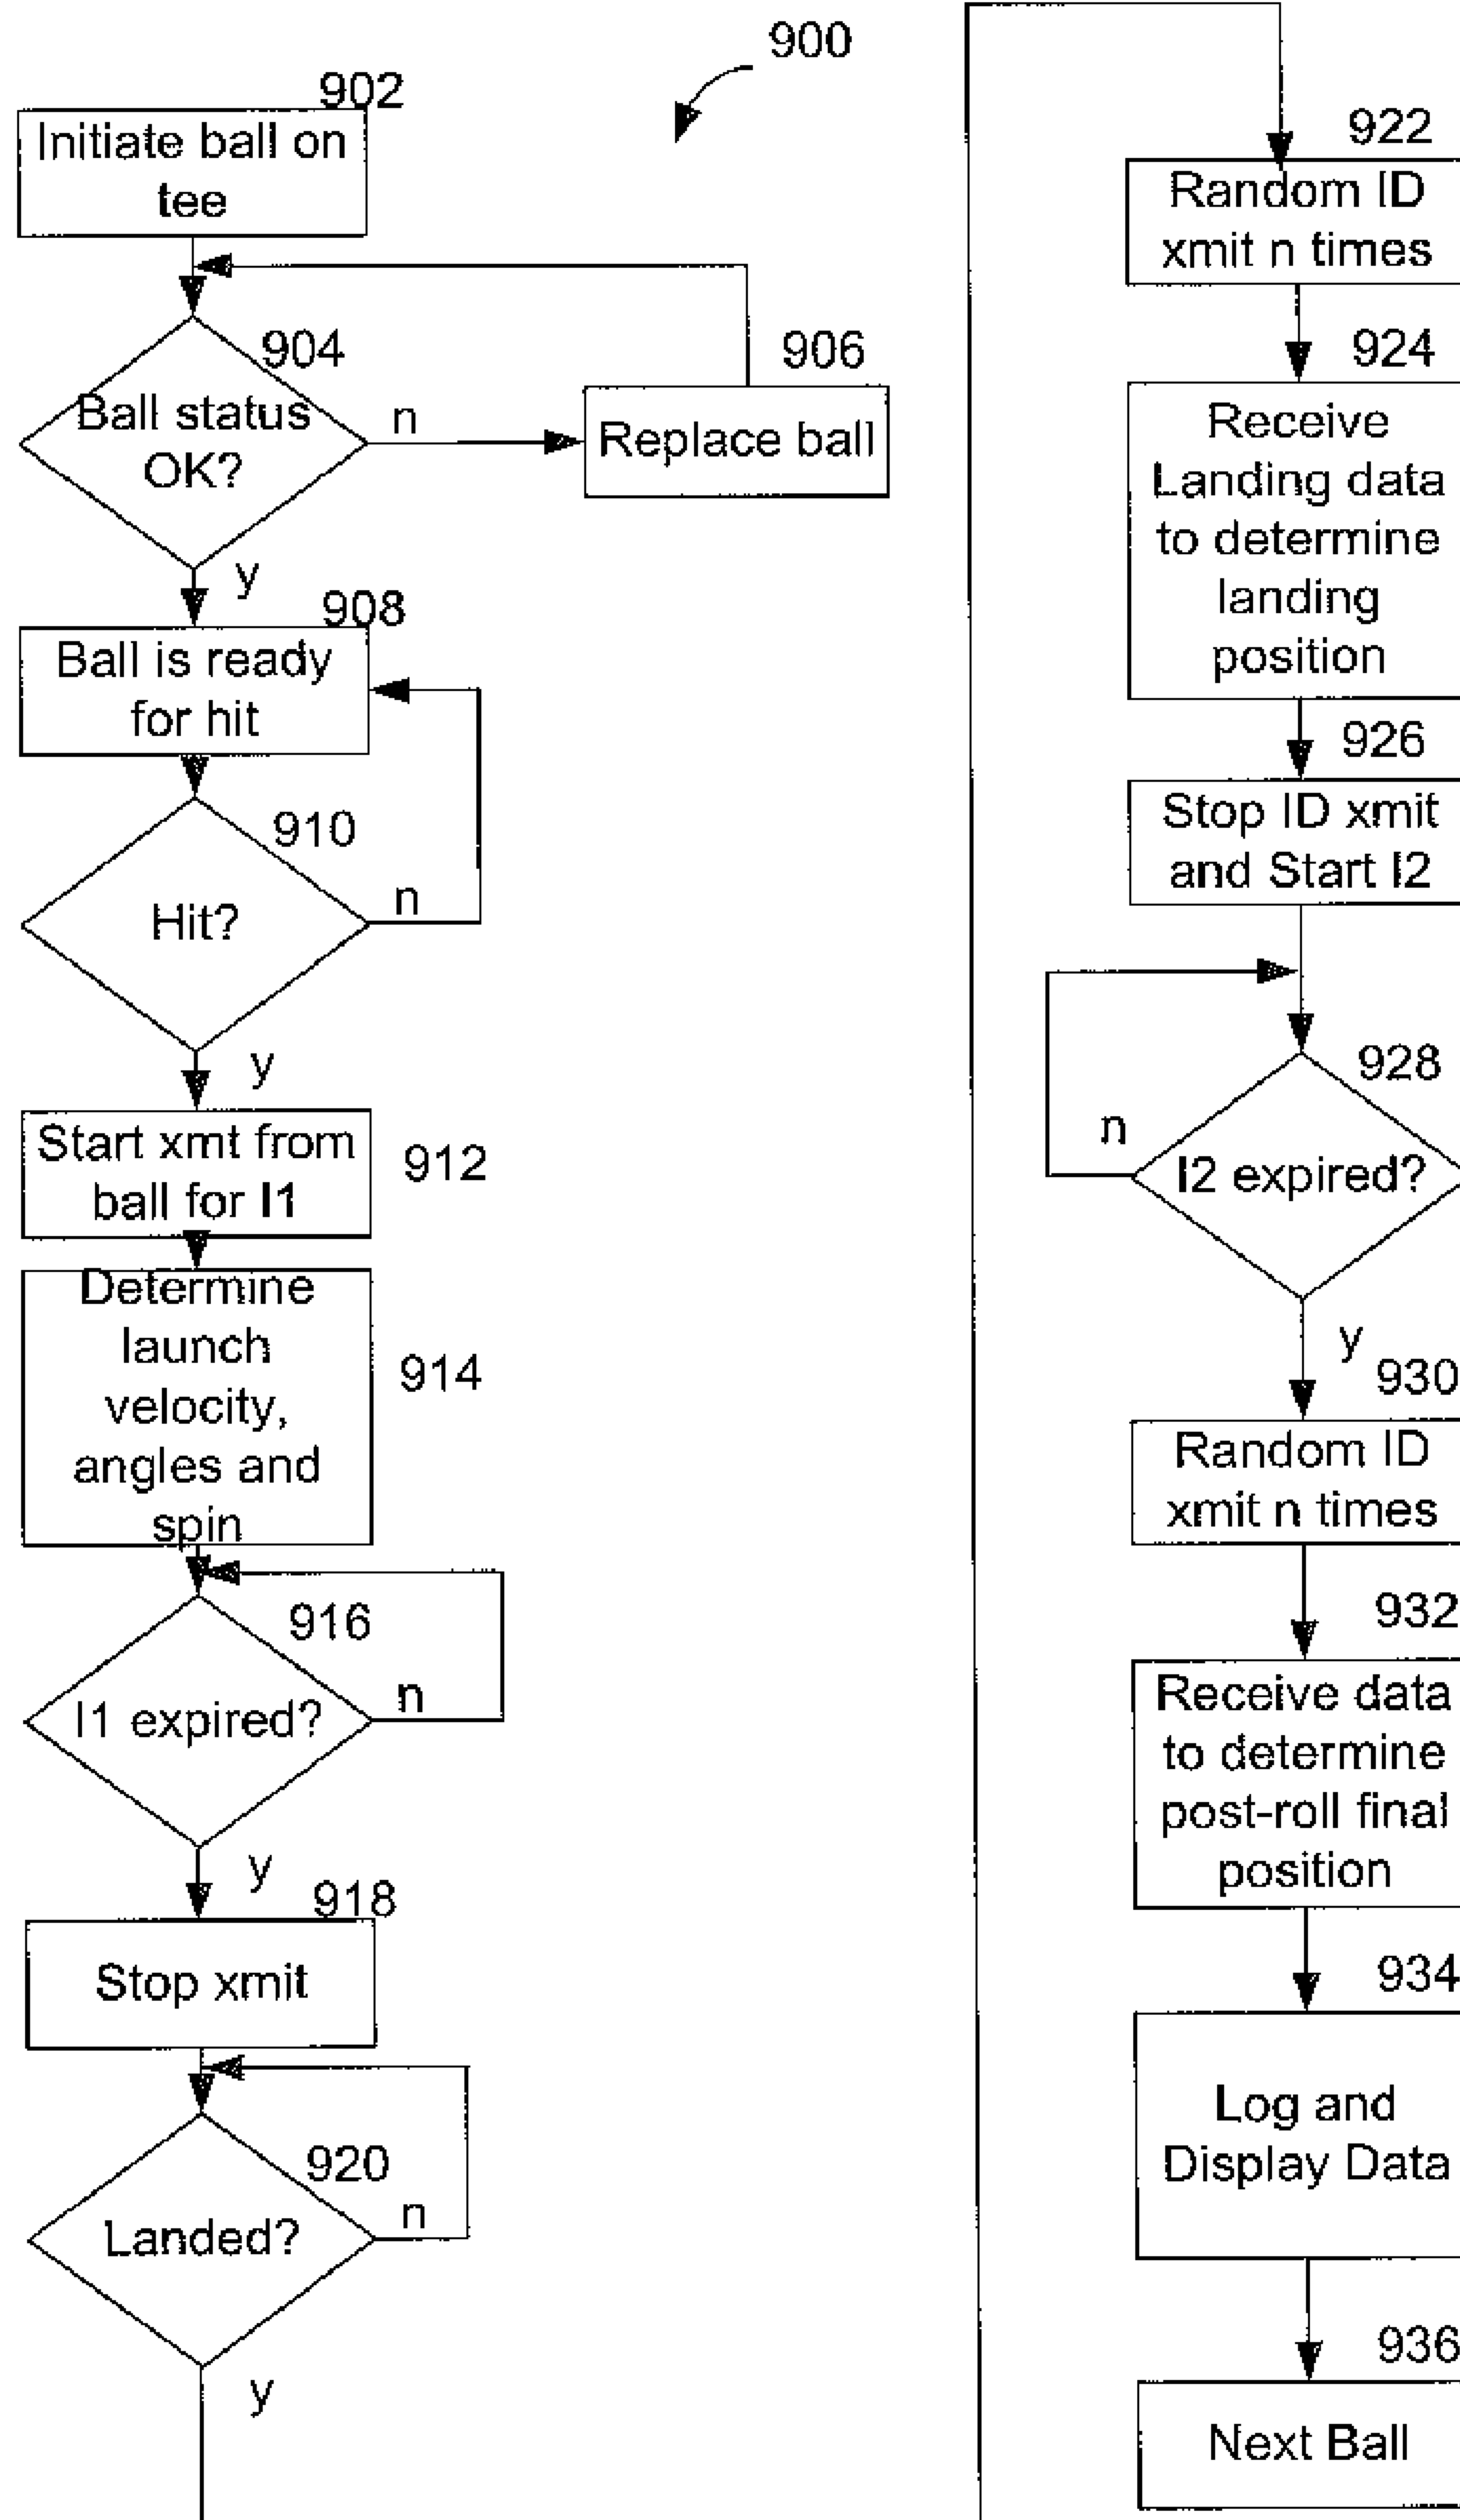 900
902
Initiate ball on
tee
904
Ball status
OK?
n
906
Replace ball
y
908
Ball is ready
for hit
910
Hit?
n
y
Start xmt from
ball for I1
912
Determine
launch
velocity,
angles and
spin
914
916
I1 expired?
n
y
918
Stop xmit
920
Landed?
n
y
922
Random ID
xmit n times
924
Receive
Landing data
to determine
landing
position
926
Stop ID xmit
and Start I2
928
n
I2 expired?
y
930
Random ID
xmit n times
932
Receive data
to determine
post-roll final
position
934
Log and
Display Data
936
Next Ball